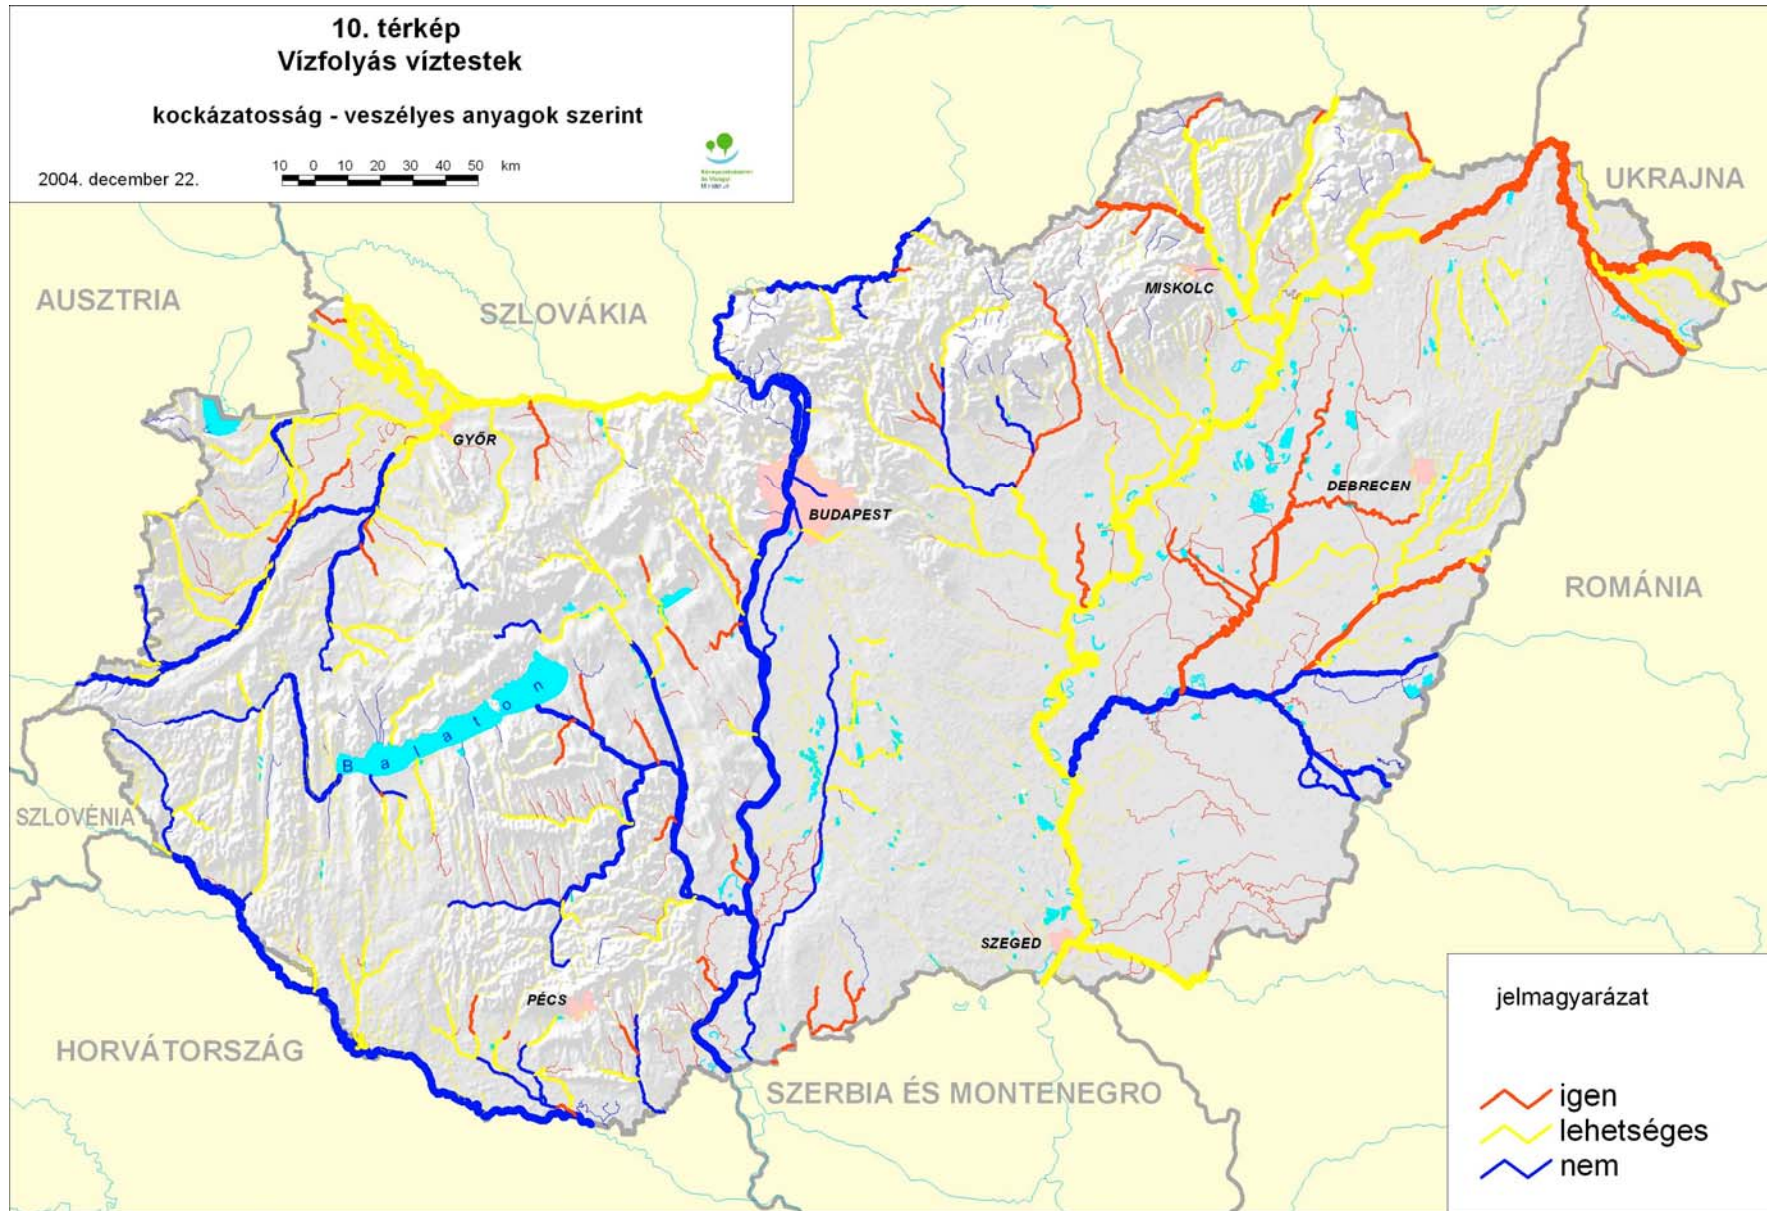 10. térkép
Vízfolyás víztestek
kockázatosság - veszélyes anyagok szerint
2004. december 22.
10 0 10 20 30 40 50 km
UKRAJNA
AUSZTRIA
SZLOVÁKIA
MISKOLC
GYŐR
DEBRECEN
BUDAPEST
ROMÁNIA
Balaton
SZLOVÉNIA
SZEGED
PÉCS
HORVÁTORSZÁG
SZERBIA ÉS MONTENEGRO
jelmagyarázat
igen
lehetséges
nem